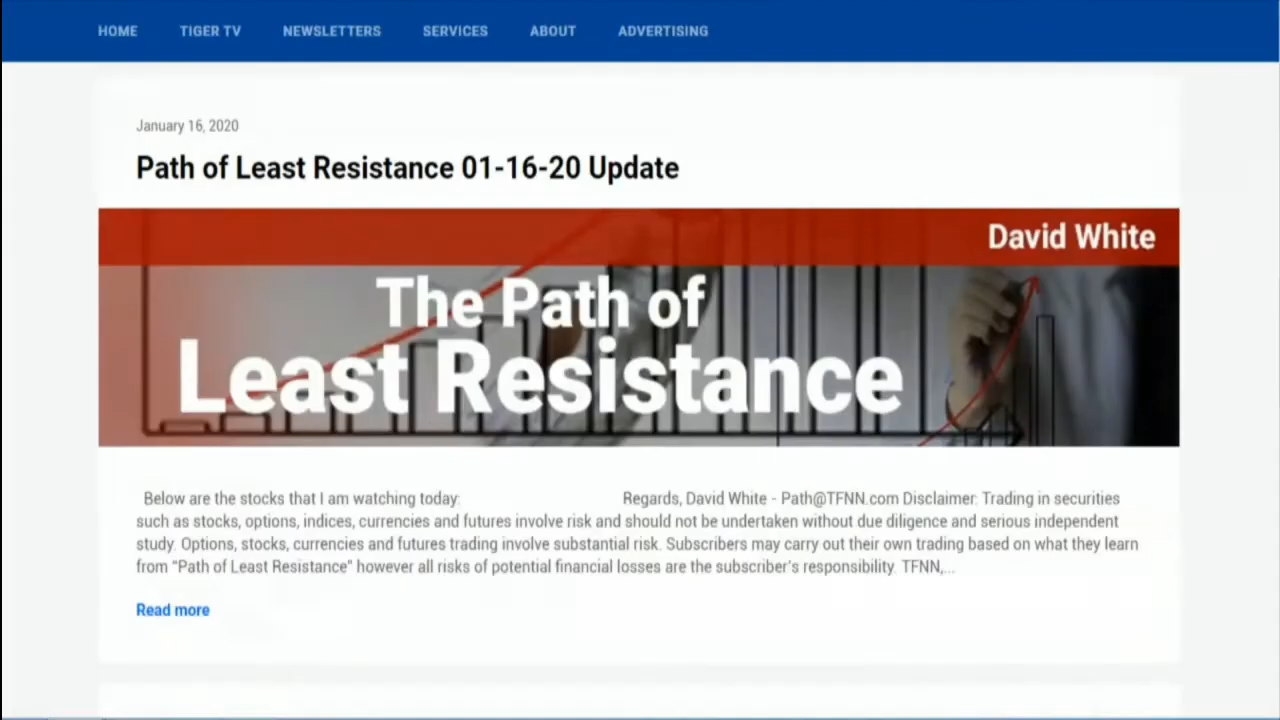 HOME TIGER TV NEWSLETTERS SERVICES ABOUT ADVERTISING
January 16, 2020
Path of Least Resistance 01-16-20 Update
David White
The Path of
Least Resistance
Below are the stocks that I am watching today: Regards, David White - Path@TFNN.com Disclaimer: Trading in securities
such as stocks, options, indices, currencies and futures involve risk and should not be undertaken without due diligence and serious independent
study. Options, stocks, currencies and futures trading involve substantial risk. Subscribers may carry out their own trading based on what they learn
from “Path of Least Resistance” however all risks of potential financial losses are the subscriber's responsibility. TFNN,...
Read more